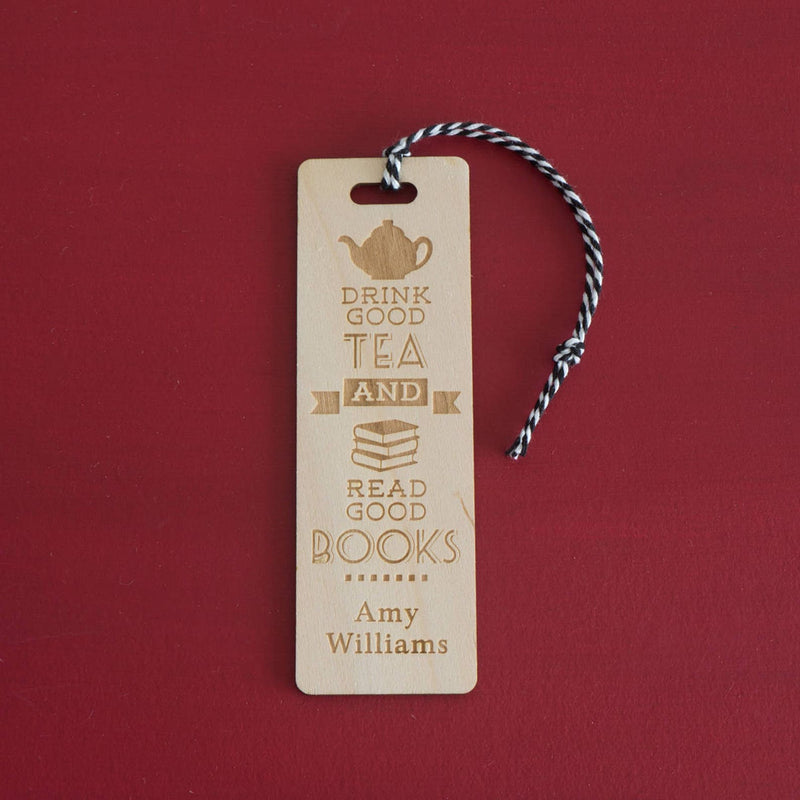 DRINK
GOOD
TEA
AND
READ
GOOD
BOOKS
Amy
Williams